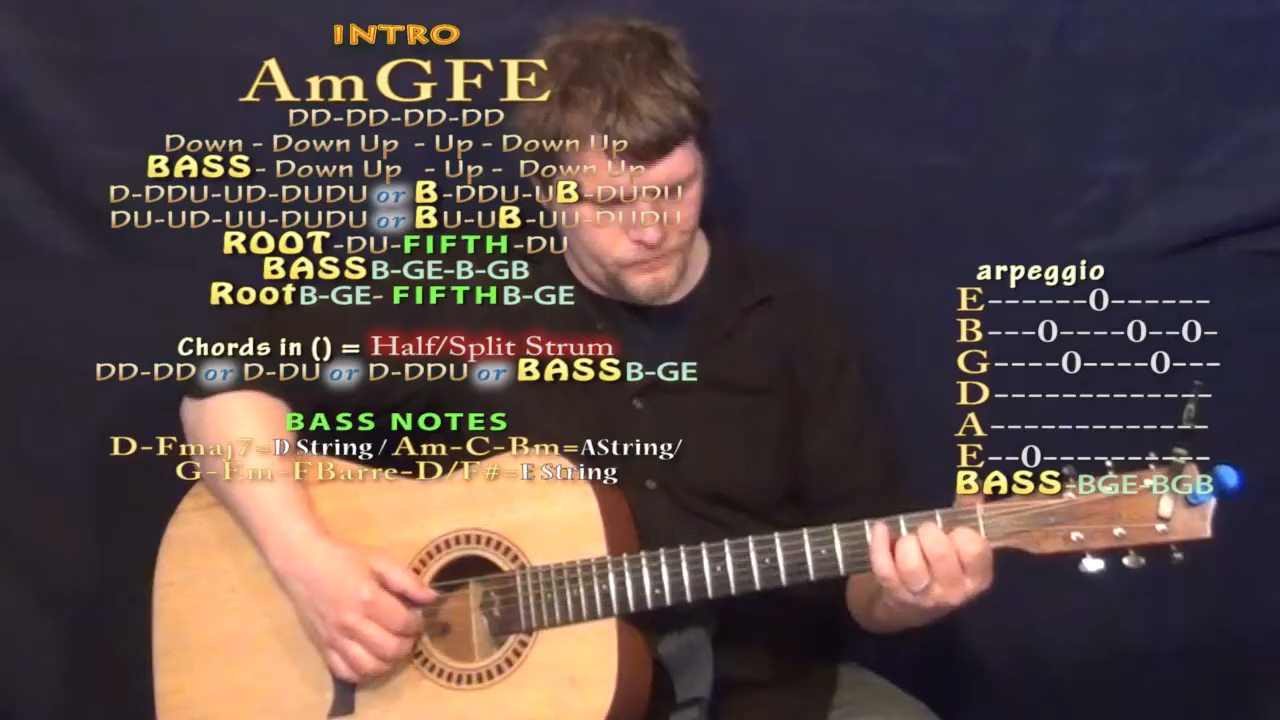 INTRO
AmGFE
DD-DD-DD-DD
Down - Down Up - Up - Down Up
BASS - Down Up - Up - Down Up
D-DDU-UD-DUDU or B-DDU-UB-DUDU
DU-UD-UU-DUDU or BU-UB-UU-DUDU
ROOT-DU-FIFTH-DU
BASSB-GE-B-GB
RootB-GE- FIFTHB-GE
Chords in () = Half/Split Strum
DD-DD or D-DU or D-DDU or BASSB-GE
BASS NOTES
D-Fmaj7=D String / Am-C-Bm=AString/
G-Em-FBarre-D/F#=E String
arpeggio
E------0------
B---0----0--0-
G----0----0---
D-------------
A-------------
E--0----------
BASS-BGE-BGB